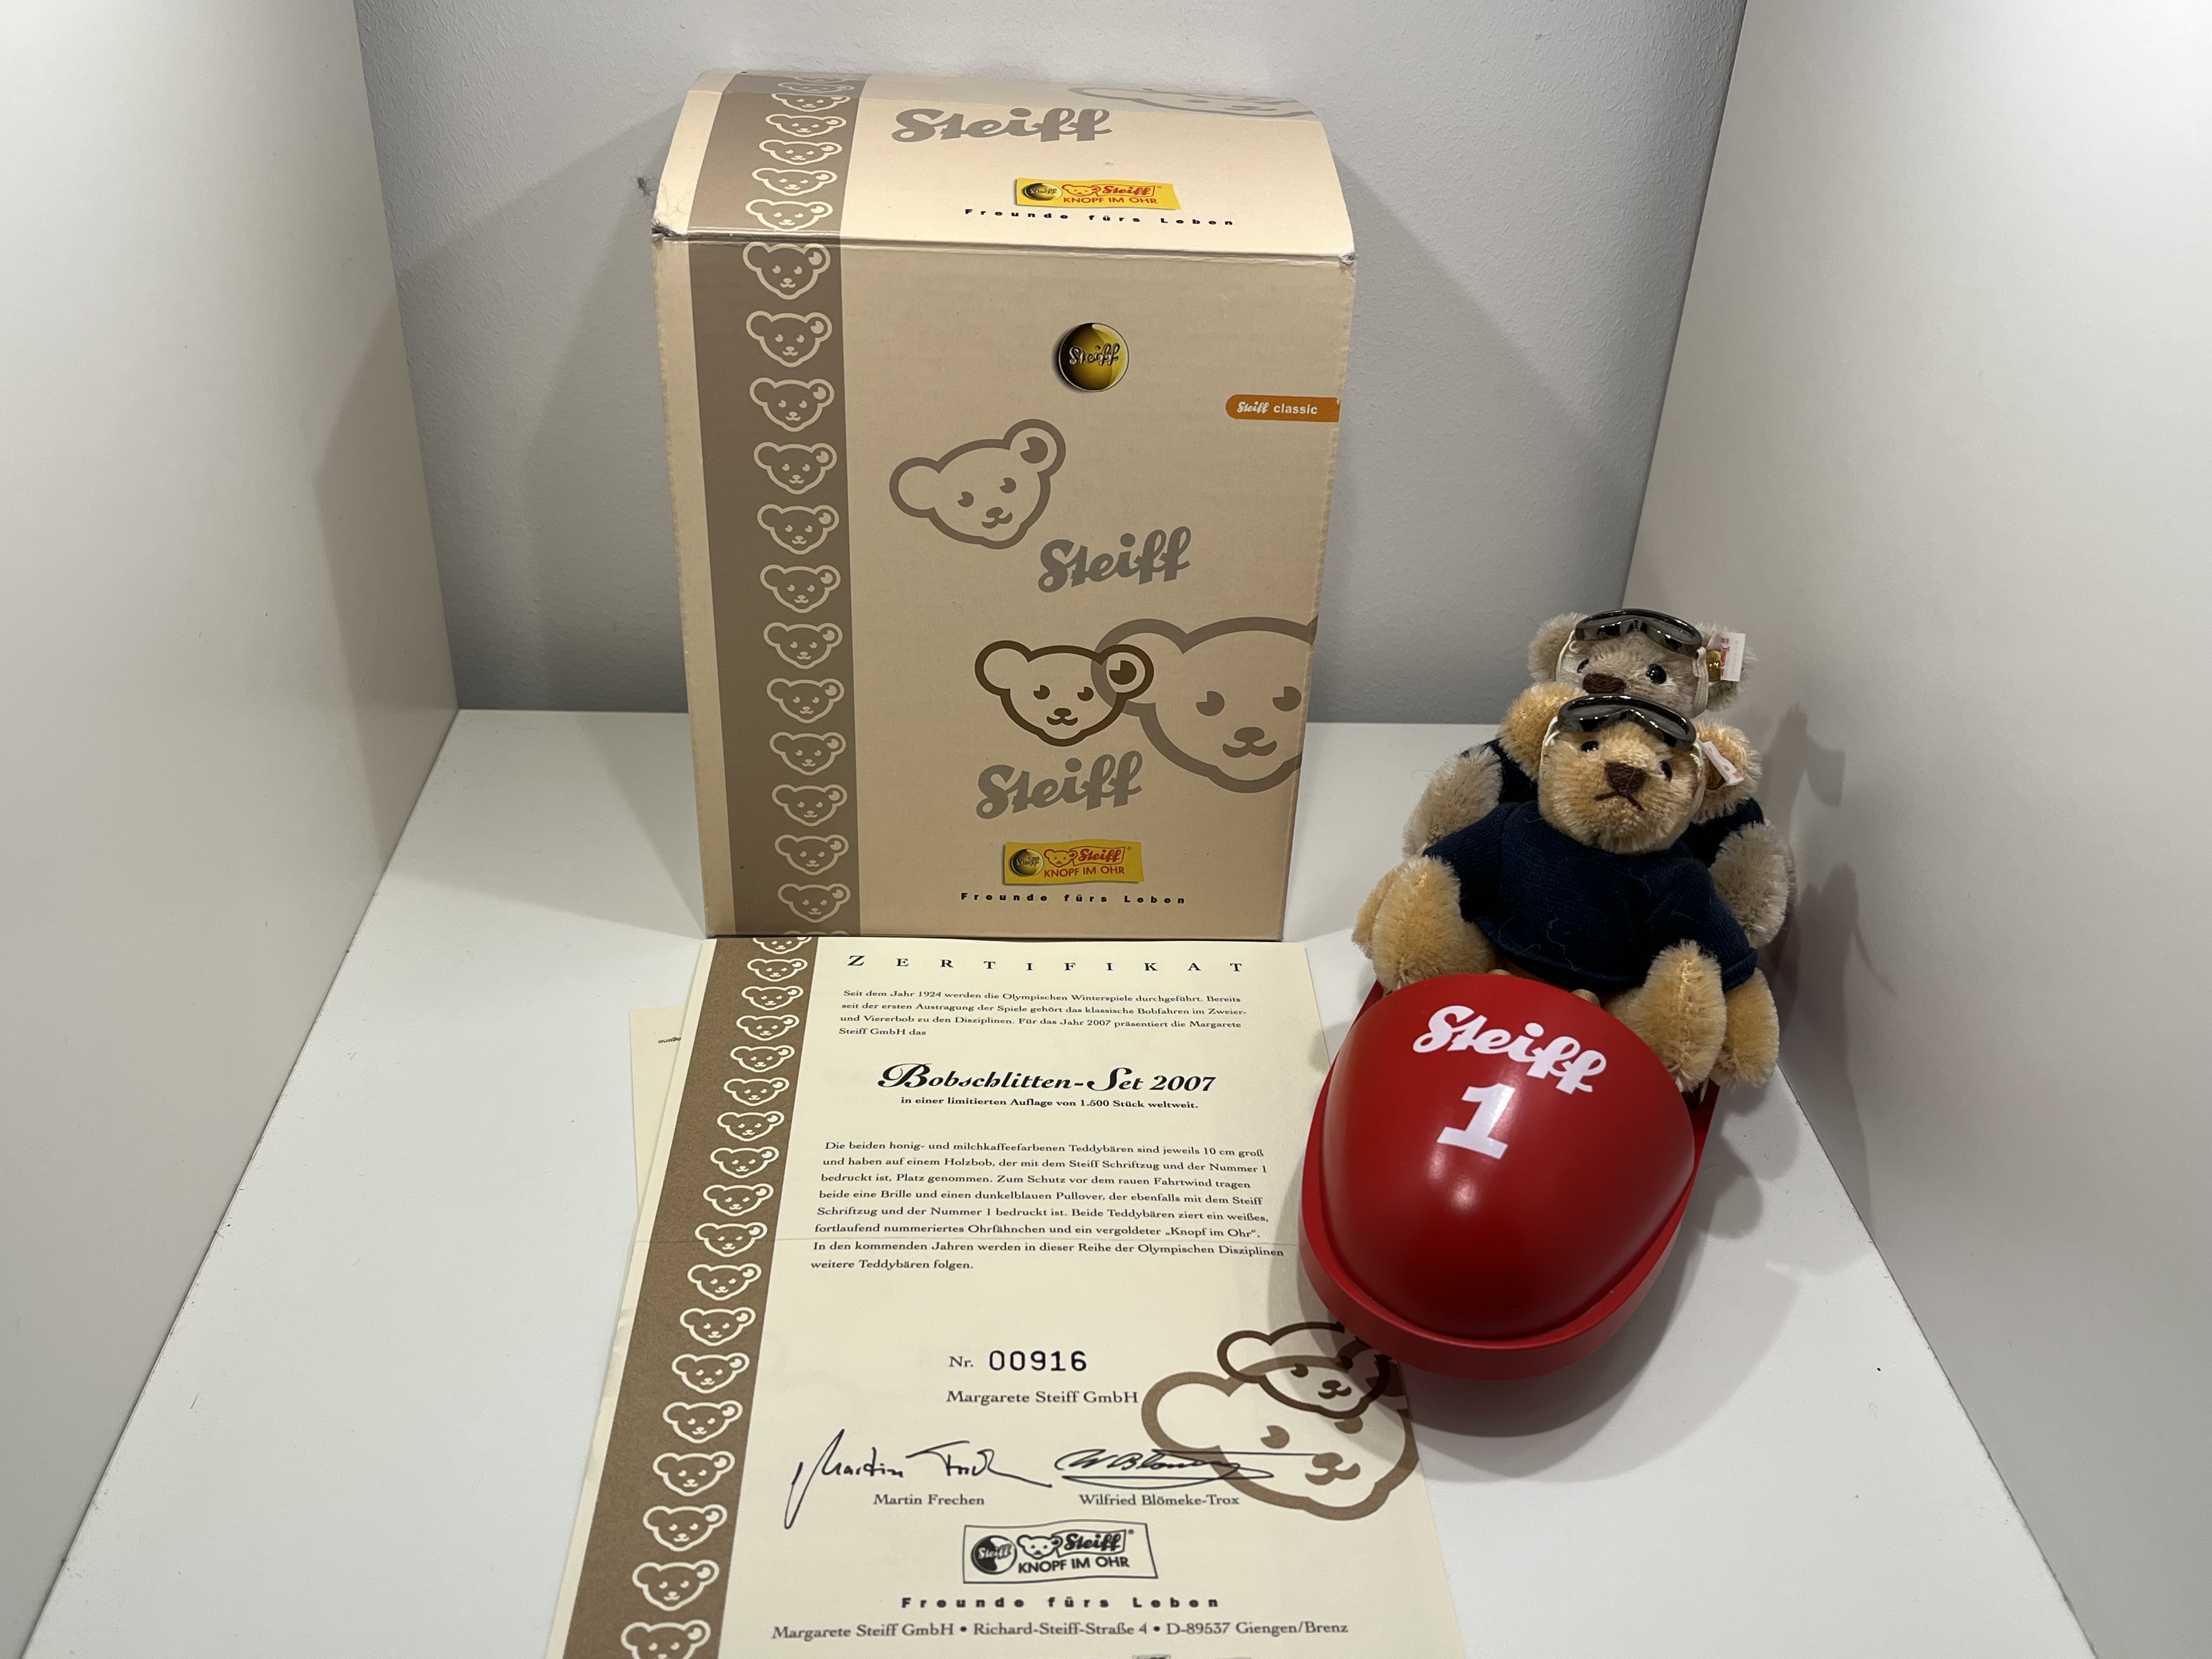 Steiff
Steiff
Steiff
KNOPF IM OHR
Freunde fürs Leben
Steiff
Steiff classic
Steiff
Steiff
Steiff
Steiff
KNOPF IM OHR
Freunde fürs Leben
ZERTIFIKAT
Seit dem Jahr 1924 werden die Olympischen Winterspiele durchgeführt. Bereits
seit der ersten Austragung der Spiele gehört das klassische Bobfahren im Zweier-
und Viererbob zu den Disziplinen. Für das Jahr 2007 präsentiert die Margarete
Steiff GmbH das
Bobschlitten-Set 2007
in einer limitierten Auflage von 1.500 Stück weltweit.
Die beiden honig- und milchkaffeefarbenen Teddybären sind jeweils 10 cm groß
und haben auf einem Holzbob, der mit dem Steiff Schriftzug und der Nummer 1
bedruckt ist, Platz genommen. Zum Schutz vor dem rauen Fahrtwind tragen
beide eine Brille und einen dunkelblauen Pullover, der ebenfalls mit dem Steiff
Schriftzug und der Nummer 1 bedruckt ist. Beide Teddybären ziert ein weißes,
fortlaufend nummeriertes Ohrfähnchen und ein vergoldeter „Knopf im Ohr“.
In den kommenden Jahren werden in dieser Reihe der Olympischen Disziplinen
weitere Teddybären folgen.
Nr. 00916
Margarete Steiff GmbH
Martin Frechen
Wilfried Blömeke-Trox
Steiff
Steiff
KNOPF IM OHR
Freunde fürs Leben
Margarete Steiff GmbH • Richard-Steiff-Straße 4 • D-89537 Giengen/Brenz
Steiff
1